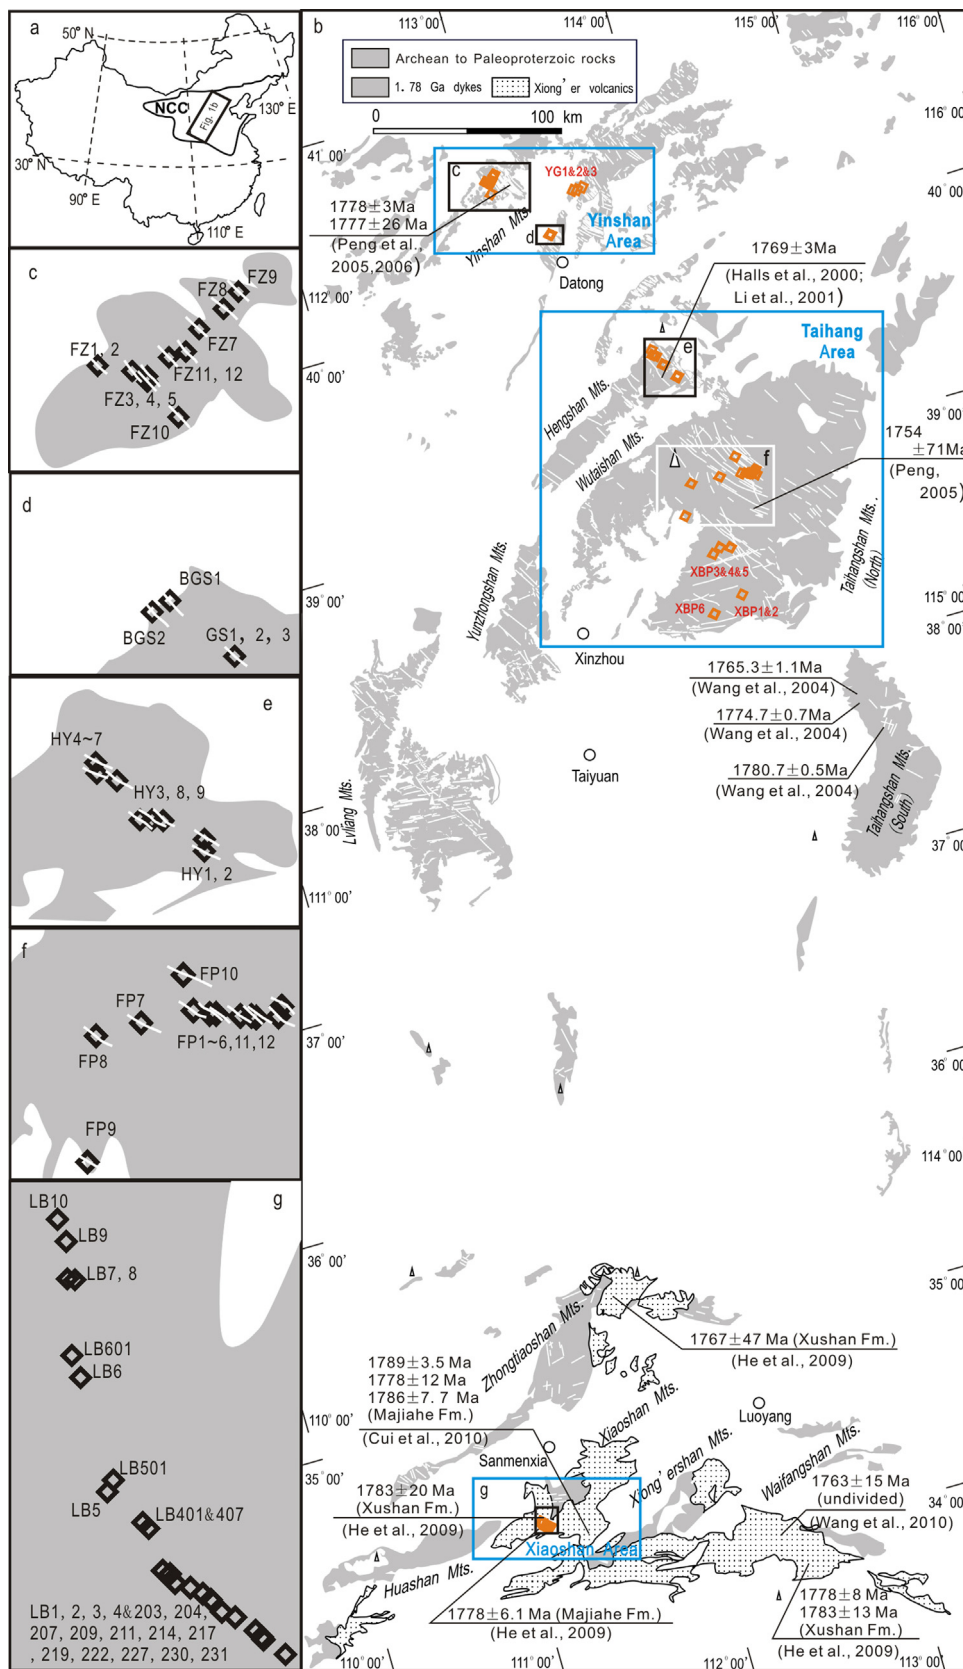 a
50° N
NCC
Fig. 1b
130° E
30° N
90° E
110° E
b
113° 00'
114° 00'
115° 00'
116° 00'
Archean to Paleoproterzoic rocks
1. 78 Ga dykes
Xiong' er volcanics
0
100 km
116° 00'
41° 00'
40° 00'
c
YG1&2&3
1778±3Ma
1777±26 Ma
(Peng et al.,
2005,2006)
Yinshan Mts.
d
Yinshan
Area
Datong
1769±3Ma
(Halls et al., 2000;
Li et al., 2001)
c
FZ9
FZ8
FZ7
FZ1, 2
FZ11, 12
FZ3, 4, 5
FZ10
112° 00'
40° 00'
Taihang
Area
e
Hengshan Mts.
Wutaishan Mts.
39° 00'
1754
±71Ma
(Peng,
2005)
f
d
BGS1
BGS2
GS1, 2, 3
39° 00'
Yunzhongshan Mts.
XBP3&4&5
XBP6
XBP1&2
Taihangshan Mts.
(North)
115° 00'
38° 00'
Xinzhou
e
HY4~7
HY3, 8, 9
HY1, 2
38° 00'
111° 00'
1765.3±1.1Ma
(Wang et al., 2004)
1774.7±0.7Ma
(Wang et al., 2004)
1780.7±0.5Ma
(Wang et al., 2004)
Taiyuan
Lvliang Mts.
Taihangshan Mts.
(South)
37° 00'
f
FP10
FP7
FP8
FP1~6,11,12
FP9
37° 00'
36° 00'
114° 00'
g
LB10
LB9
LB7, 8
LB601
LB6
LB501
LB5
LB401&407
LB1, 2, 3, 4&203, 204,
207, 209, 211, 214, 217
, 219, 222, 227, 230, 231
36° 00'
35° 00'
110° 00'
35° 00'
34° 00'
Zhongtiaoshan Mts.
1767±47 Ma (Xushan Fm.)
(He et al., 2009)
1789±3.5 Ma
1778±12 Ma
1786±7. 7 Ma
(Majiahe Fm.)
(Cui et al., 2010)
Xiaoshan Mts.
Luoyang
Sanmenxia
Xiong' ershan Mts.
Waifangshan Mts.
g
1783±20 Ma
(Xushan Fm.)
(He et al., 2009)
Xiaoshan Area
1763±15 Ma
(undivided)
(Wang et al., 2010)
Huashan Mts.
1778±6.1 Ma (Majiahe Fm.)
(He et al., 2009)
1778±8 Ma
1783±13 Ma
(Xushan Fm.)
(He et al., 2009)
110° 00'
111° 00'
112° 00'
113° 00'